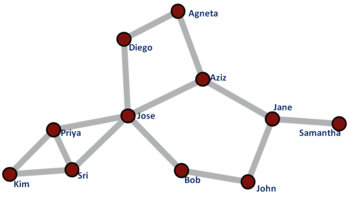 Agneta
Diego
Aziz
Jane
Jose
Samantha
Priya
Sri
Bob
Kim
John